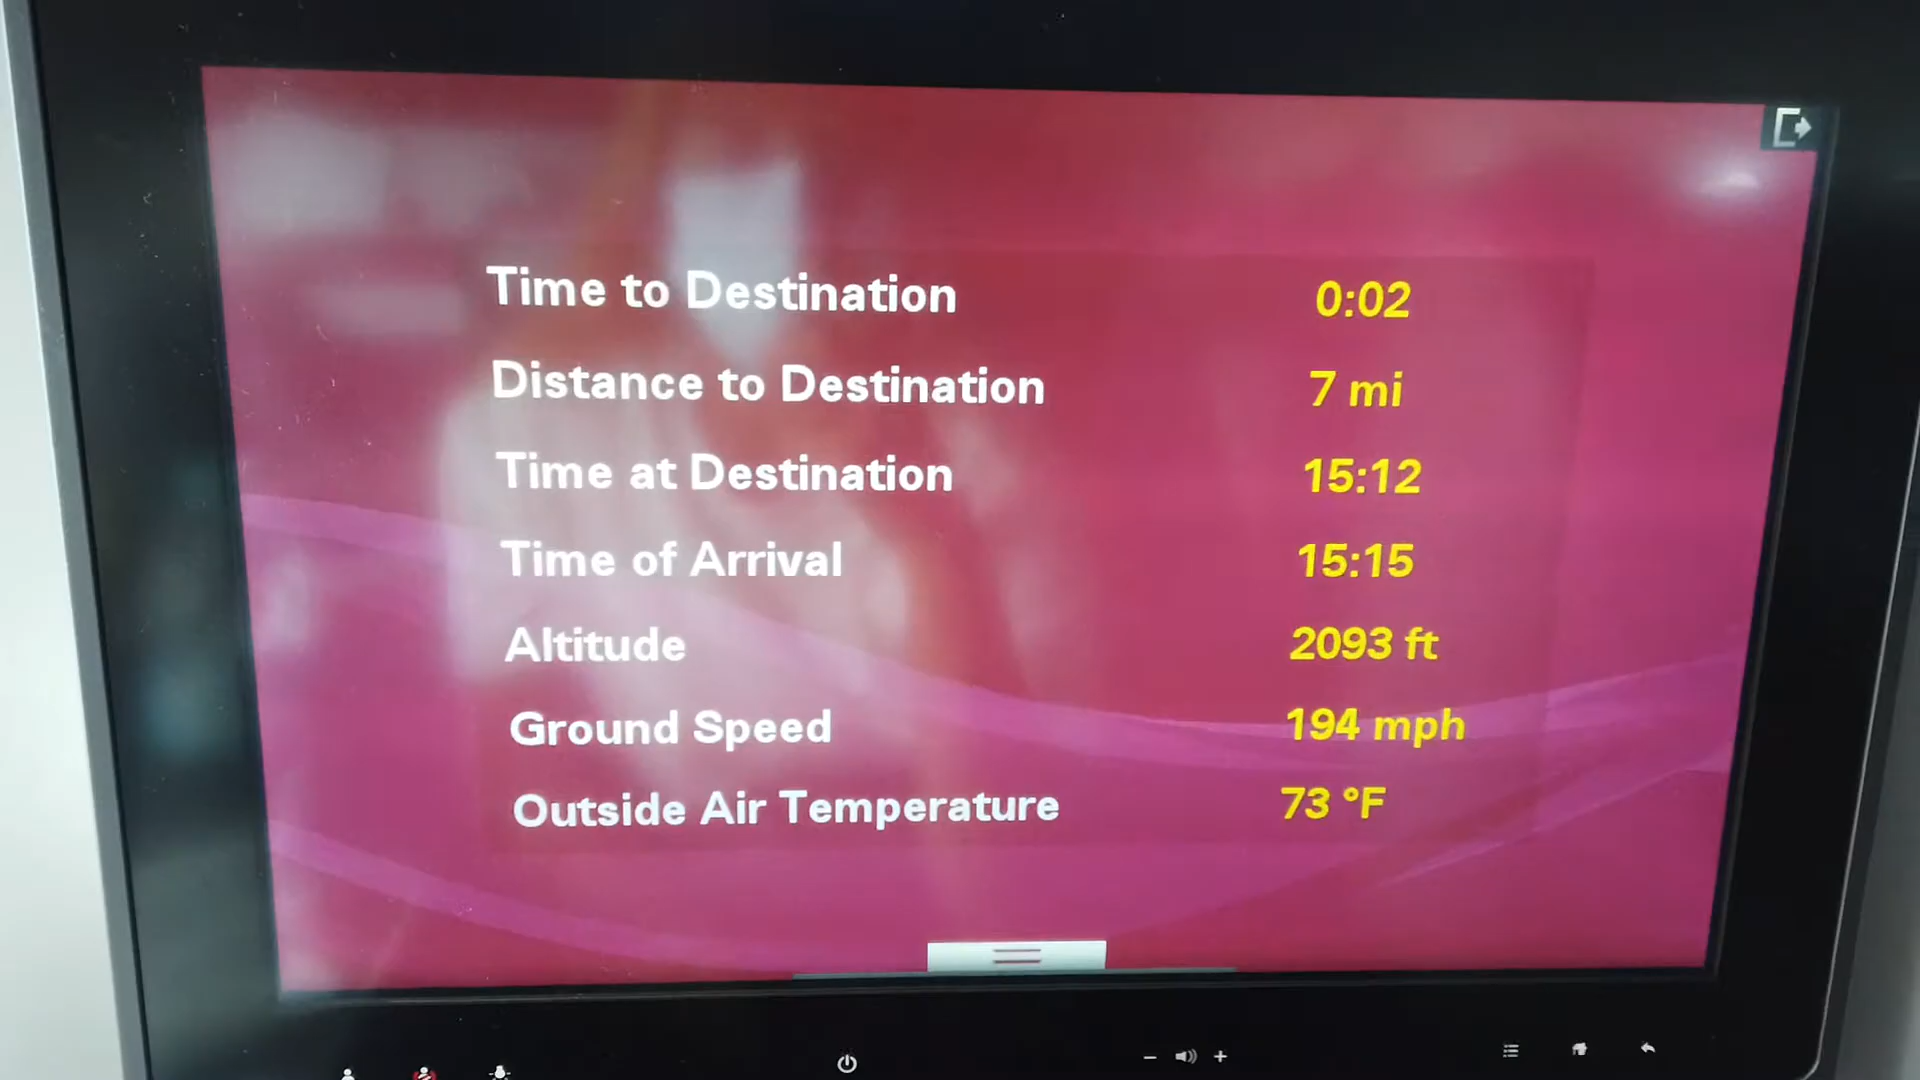 Time to Destination 0:02
Distance to Destination 7 mi
Time at Destination 15:12
Time of Arrival 15:15
Altitude 2093 ft
Ground Speed 194 mph
Outside Air Temperature 73 °F